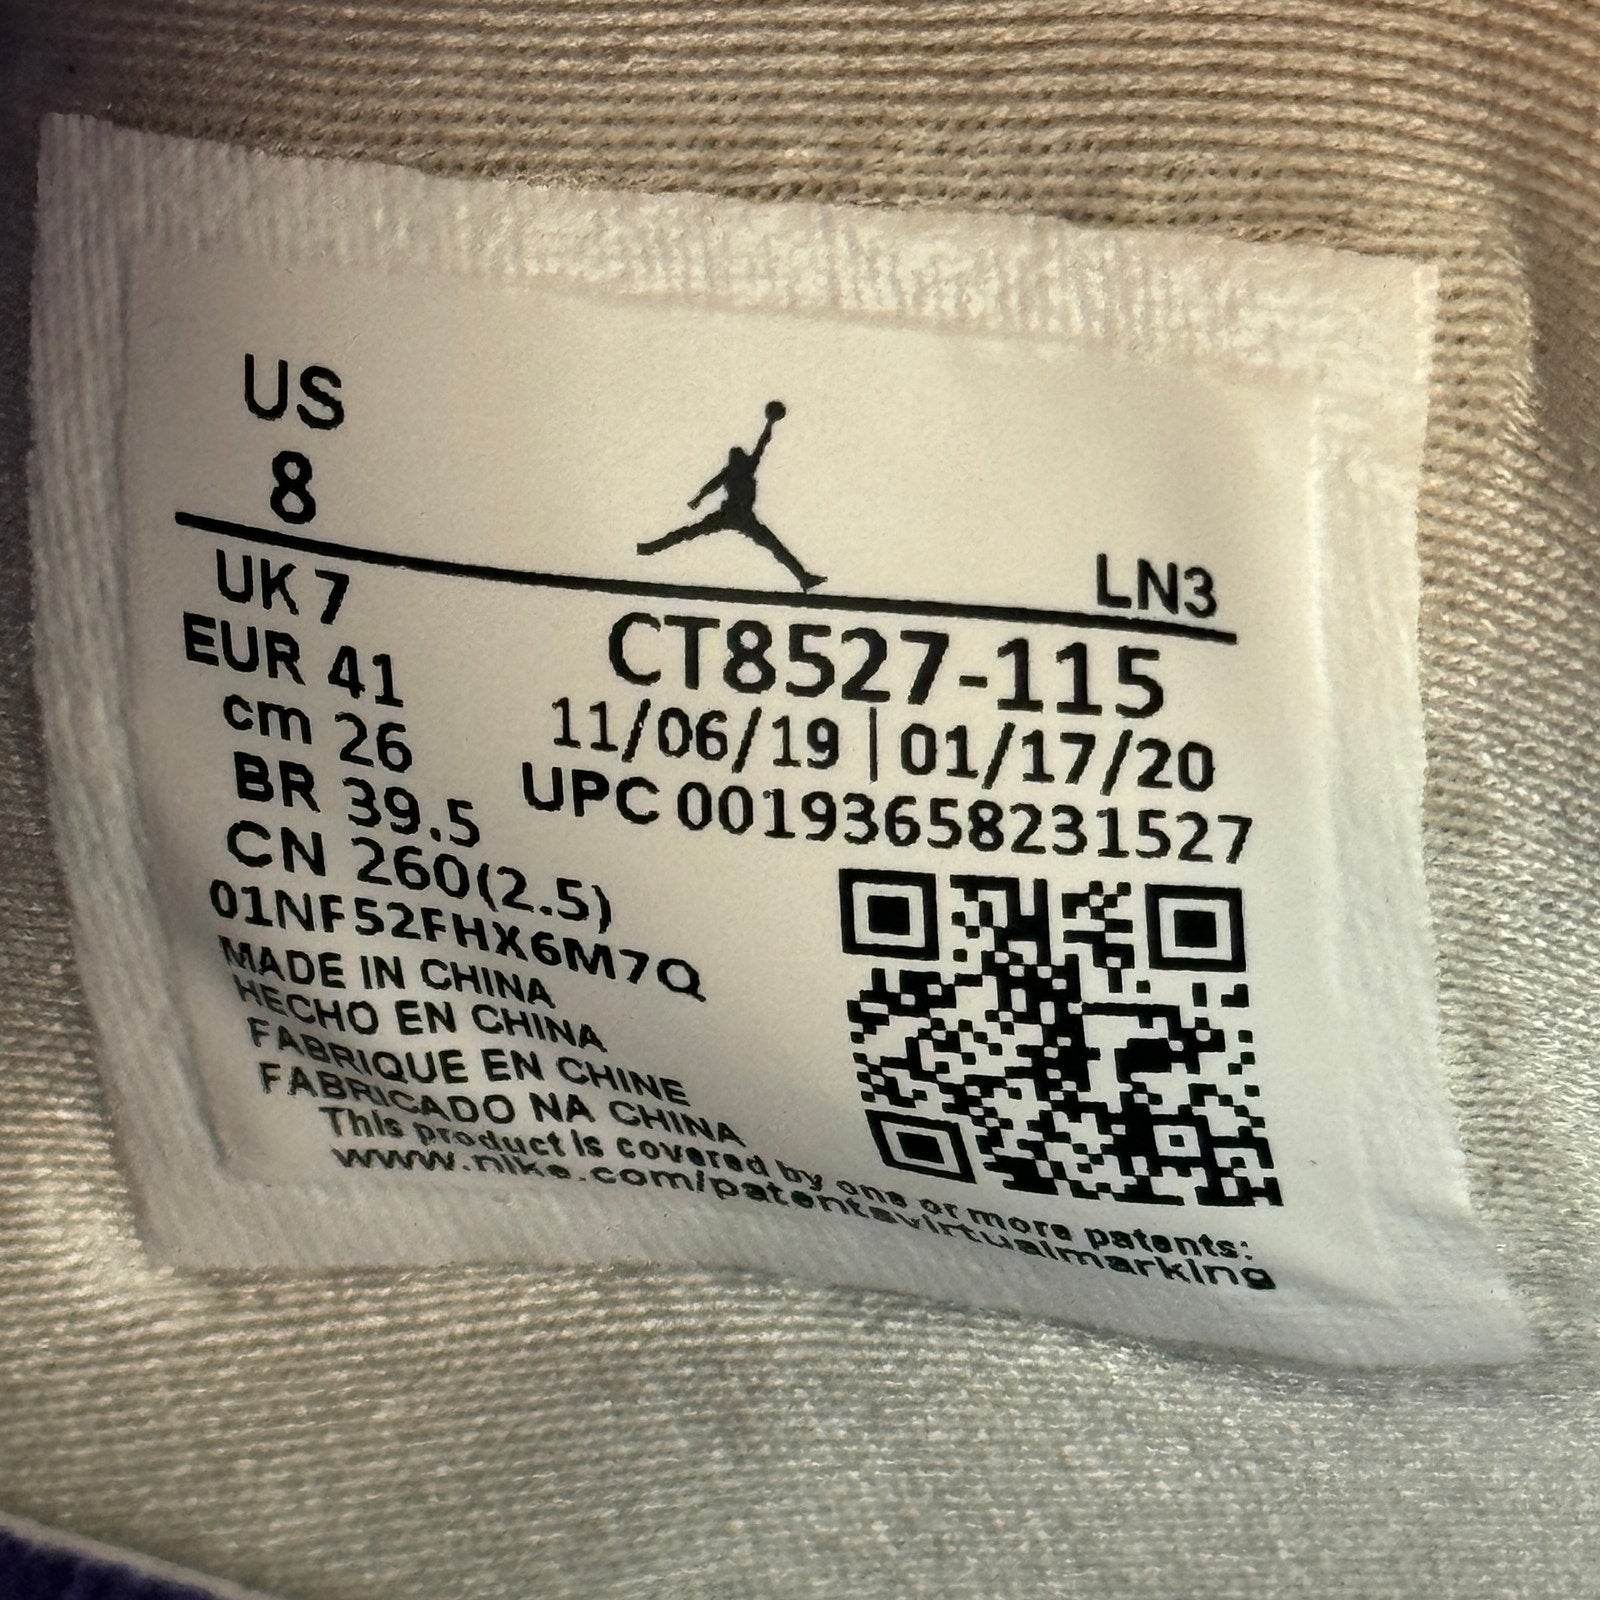 US
8
LN3
UK 7
EUR 41
cm 26
BR 39.5
CN 260(2.5)
CT8527-115
11/06/19 | 01/17/20
UPC 00193658231527
01NF52FHX6M7Q
MADE IN CHINA
HECHO EN CHINA
FABRIQUE EN CHINE
FABRICADO NA CHINA
This product is covered by one or more patents:
www.nike.com/patentsvirtualmarking